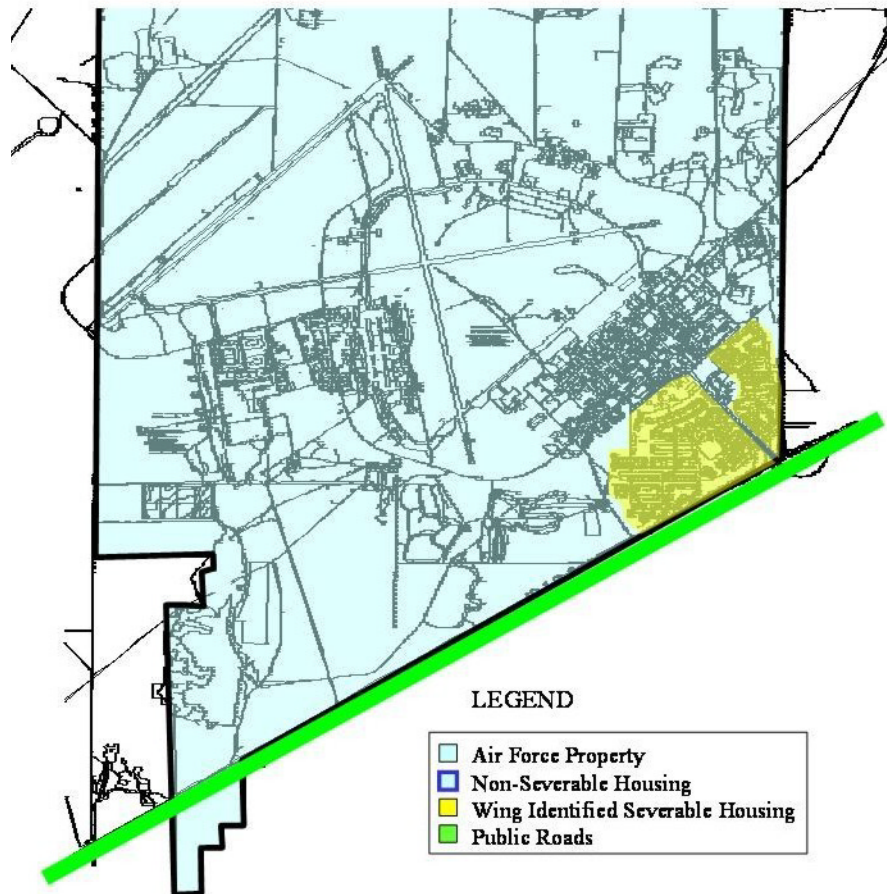 LEGEND
Air Force Property
Non-Severable Housing
Wing Identified Severable Housing
Public Roads